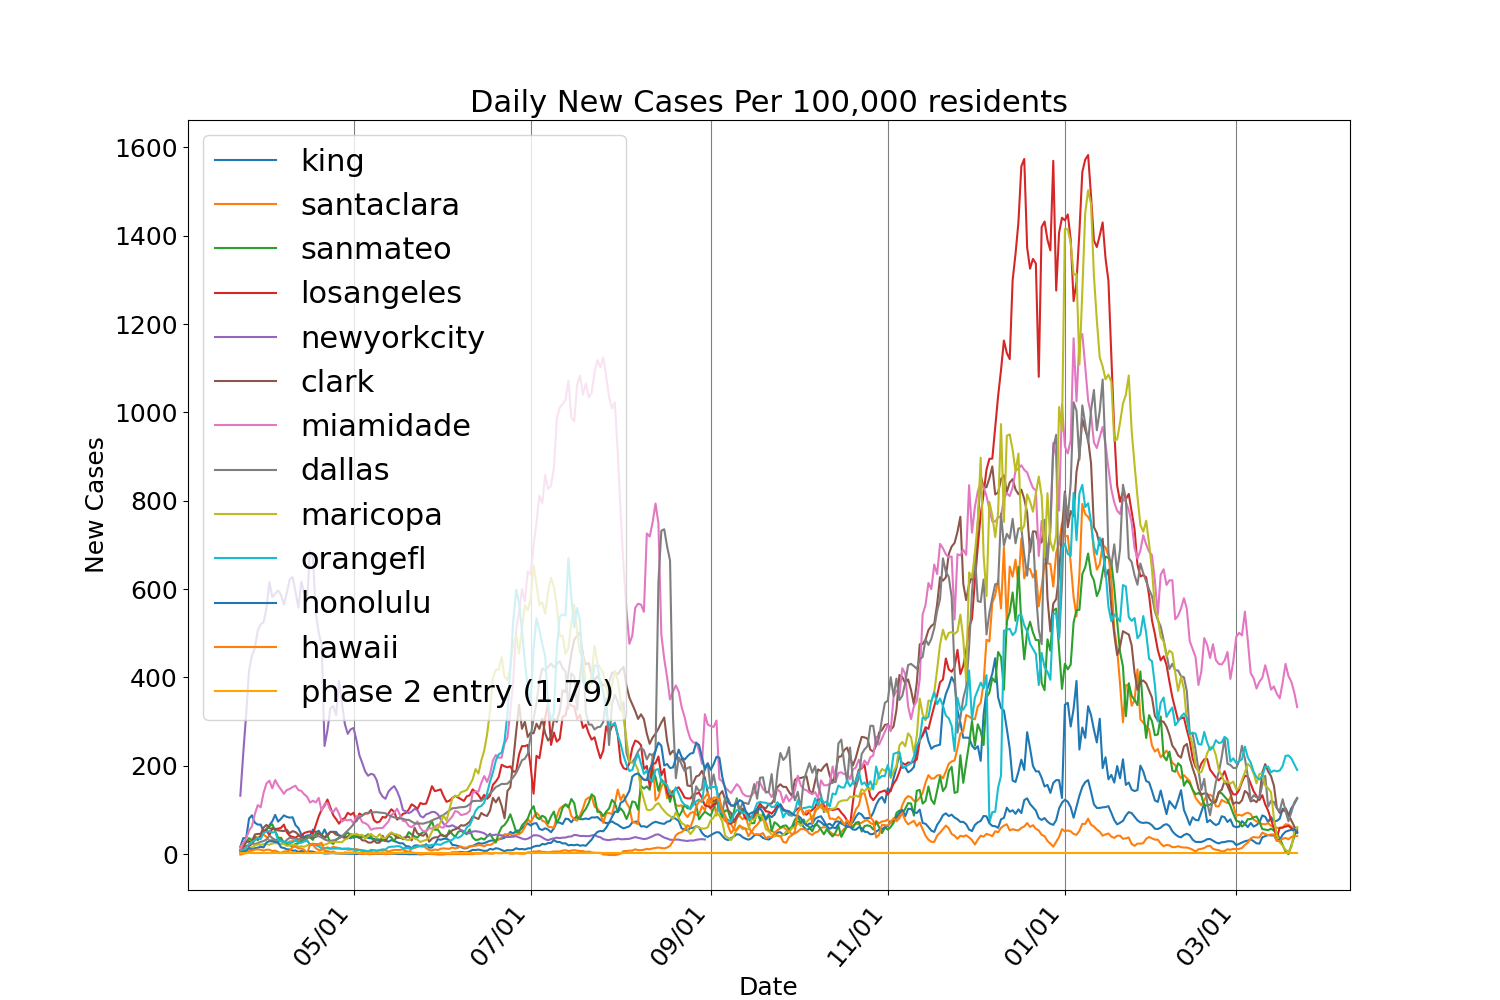 Daily New Cases Per 100,000 residents
1600
1400
1200
1000
800
600
400
200
0
New Cases
king
santaclara
sanmateo
losangeles
newyorkcity
clark
miamidade
dallas
maricopa
orangefl
honolulu
hawaii
phase 2 entry (1.79)
05/01
07/01
09/01
11/01
01/01
03/01
Date